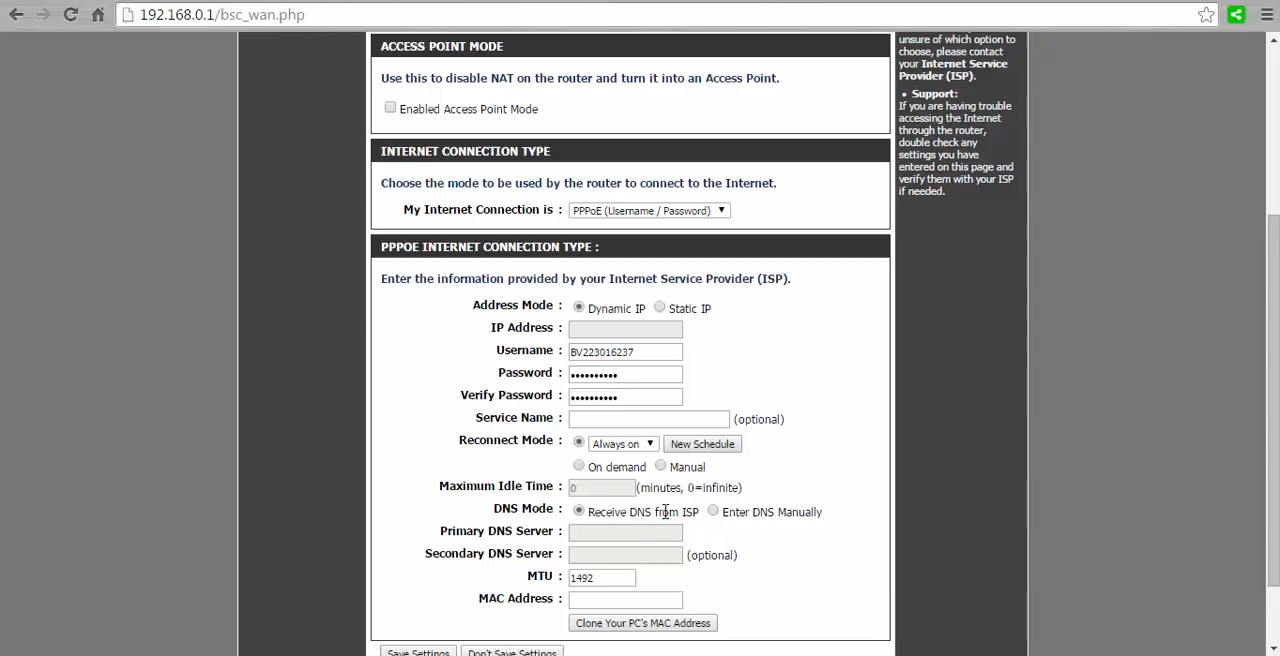 192.168.0.1/bsc_wan.php
ACCESS POINT MODE
Use this to disable NAT on the router and turn it into an Access Point.
Enabled Access Point Mode
INTERNET CONNECTION TYPE
Choose the mode to be used by the router to connect to the Internet.
My Internet Connection is : PPPoE (Username / Password)
PPPOE INTERNET CONNECTION TYPE :
Enter the information provided by your Internet Service Provider (ISP).
Address Mode : Dynamic IP Static IP
IP Address :
Username : BV223016237
Password : ••••••••••
Verify Password : ••••••••••
Service Name : (optional)
Reconnect Mode : Always on New Schedule
On demand Manual
Maximum Idle Time : 0 (minutes, 0=infinite)
DNS Mode : Receive DNS from ISP Enter DNS Manually
Primary DNS Server :
Secondary DNS Server : (optional)
MTU : 1492
MAC Address :
Clone Your PC's MAC Address
Save Settings Don't Save Settings
unsure of which option to
choose, please contact
your Internet Service
Provider (ISP).
• Support:
If you are having trouble
accessing the Internet
through the router,
double check any
settings you have
entered on this page and
verify them with your ISP
if needed.